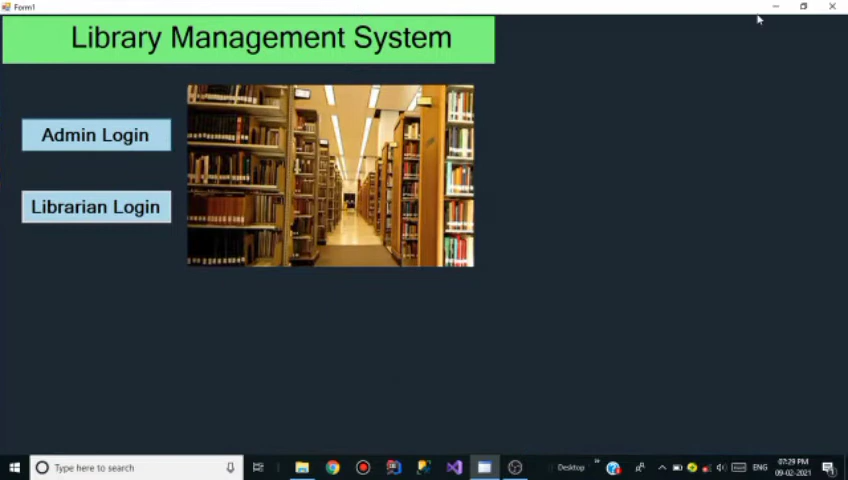 Form1
Library Management System
Admin Login
Librarian Login
Type here to search
Desktop
ENG
07:29 PM
09-02-2021